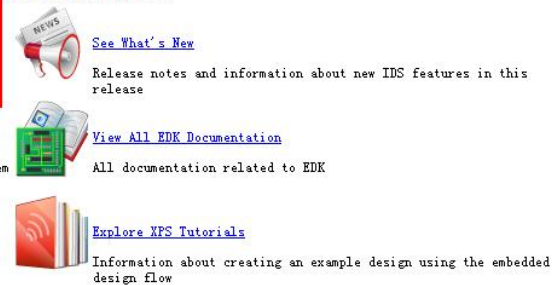 NEWS
See What's New
Release notes and information about new IDS features in this
release
View All EDK Documentation
em
All documentation related to EDK
Explore XPS Tutorials
Information about creating an example design using the embedded
design flow